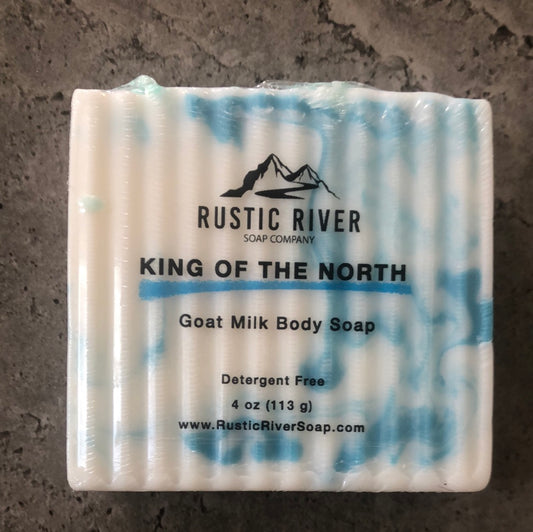 RUSTIC RIVER
SOAP COMPANY
KING OF THE NORTH
Goat Milk Body Soap
Detergent Free
4 oz (113 g)
www.RusticRiverSoap.com